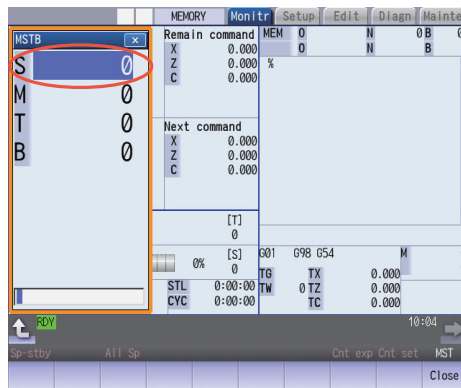 MEMORY Monitr Setup Edit Diagn Mainte
MSTB
S 0
M 0
T 0
B 0
Remain command
X 0.000
Z 0.000
C 0.000
Next command
X 0.000
Z 0.000
C 0.000
[T]
0
0% [S]
0
STL 0:00:00
CYC 0:00:00
MEM O N 0 B 0
O N B
%
G01 G98 G54 M
TG TX 0.000
TW 0 TZ 0.000
TC 0.000
RDY 10:04
Sp-stby All Sp Cnt exp Cnt set MST
Close